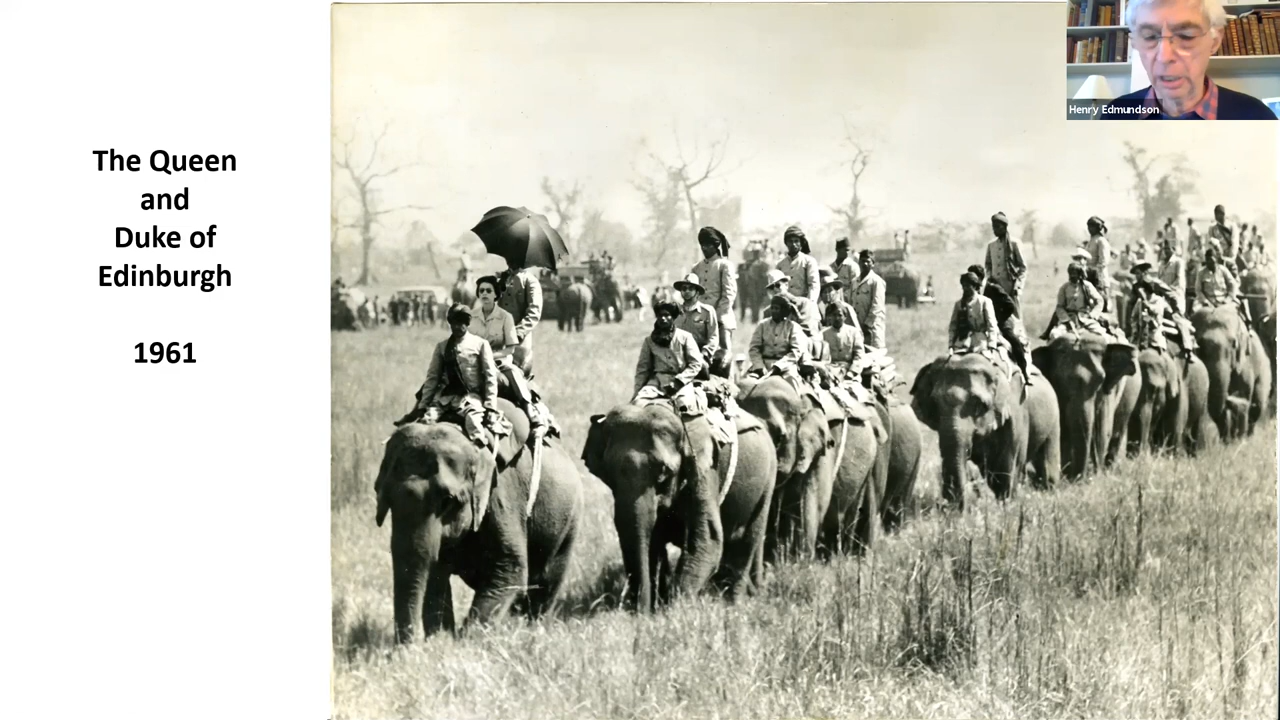 The Queen
and
Duke of
Edinburgh
1961
Henry Edmundson